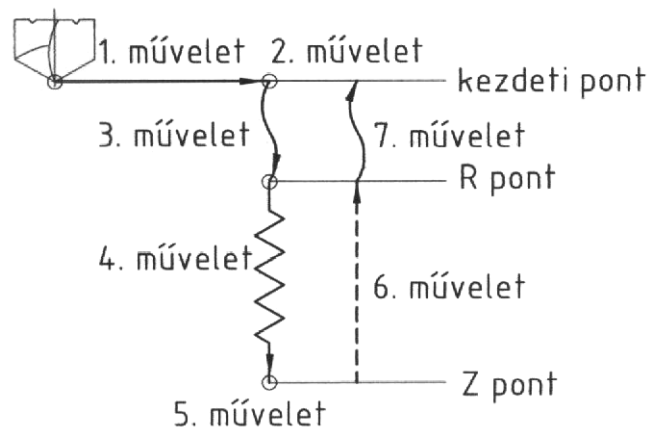 1. művelet
2. művelet
kezdeti pont
3. művelet
7. művelet
R pont
4. művelet
6. művelet
Z pont
5. művelet